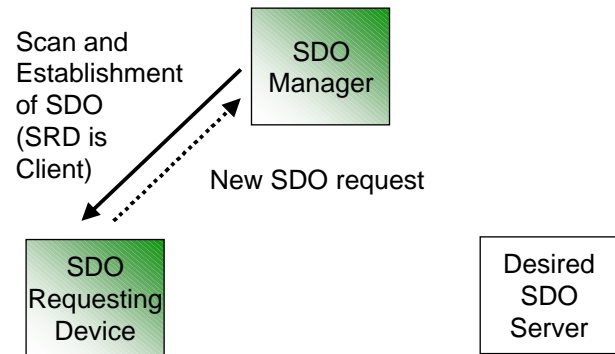 Scan and
Establishment
of SDO
(SRD is
Client)
SDO
Manager
New SDO request
SDO
Requesting
Device
Desired
SDO
Server